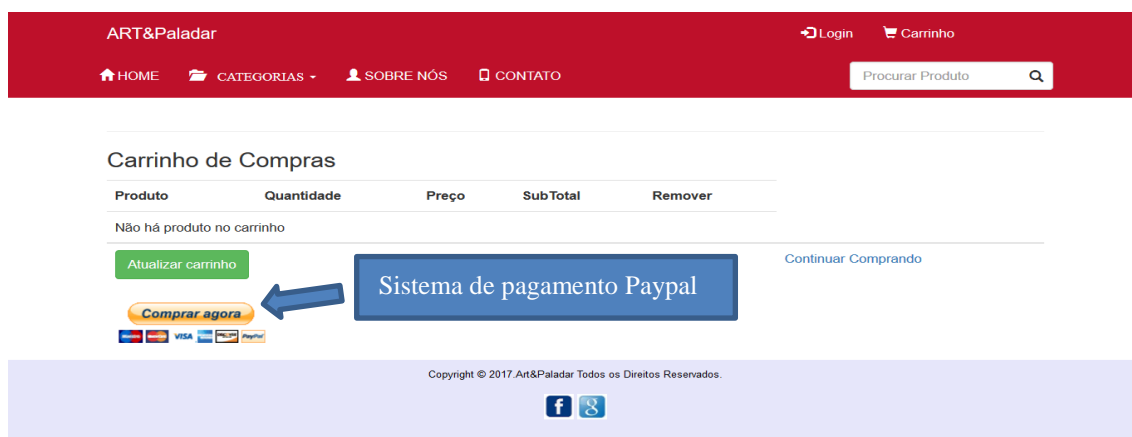 ART&Paladar
Login Carrinho
HOME CATEGORIAS SOBRE NÓS CONTATO
Procurar Produto
Carrinho de Compras
Produto Quantidade Preço SubTotal Remover
Não há produto no carrinho
Atualizar carrinho
Continuar Comprando
Sistema de pagamento Paypal
Comprar agora
VISA PayPal
Copyright © 2017.Art&Paladar Todos os Direitos Reservados.
f 8